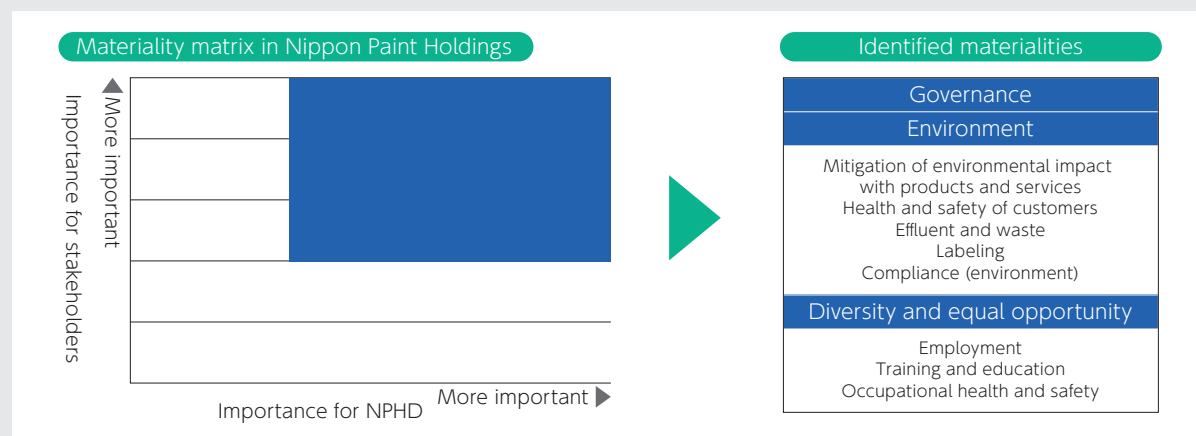 Materiality matrix in Nippon Paint Holdings
Importance for stakeholders
More important
More important
Importance for NPHD
Identified materialities
Governance
Environment
Mitigation of environmental impact
with products and services
Health and safety of customers
Effluent and waste
Labeling
Compliance (environment)
Diversity and equal opportunity
Employment
Training and education
Occupational health and safety